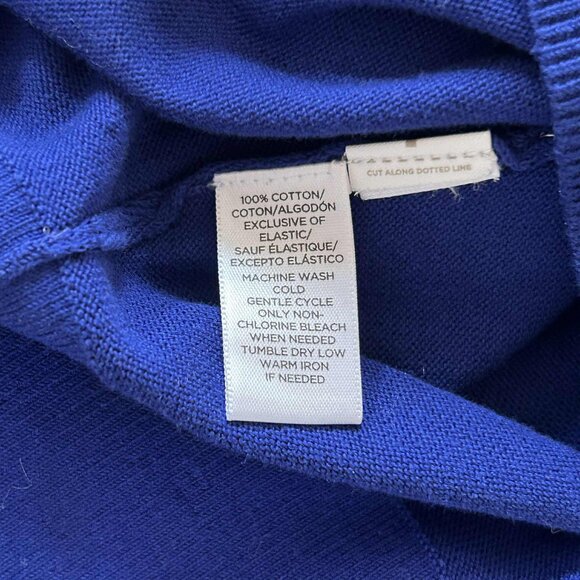 CUT ALONG DOTTED LINE
100% COTTON/
COTON/ALGODÓN
EXCLUSIVE OF
ELASTIC/
SAUF ÉLASTIQUE/
EXCEPTO ELÁSTICO
MACHINE WASH
COLD
GENTLE CYCLE
ONLY NON-
CHLORINE BLEACH
WHEN NEEDED
TUMBLE DRY LOW
WARM IRON
IF NEEDED